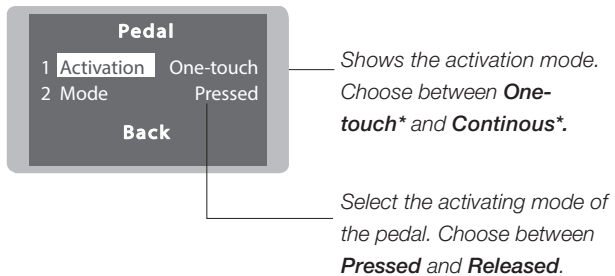 Pedal
1 Activation One-touch
2 Mode Pressed
Back
Shows the activation mode.
Choose between One-
touch* and Continous*.
Select the activating mode of
the pedal. Choose between
Pressed and Released.